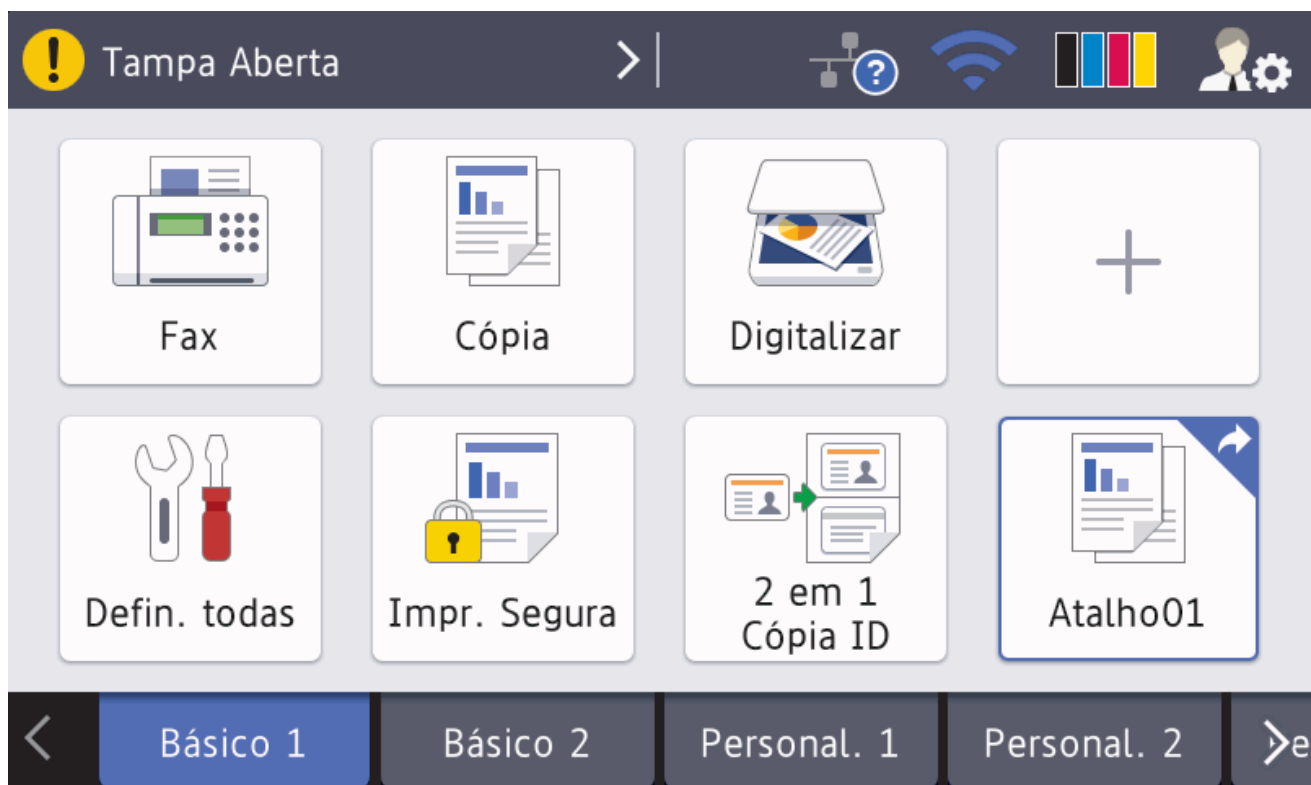 Tampa Aberta
Fax
Cópia
Digitalizar
Defin. todas
Impr. Segura
2 em 1
Cópia ID
Atalho01
Básico 1
Básico 2
Personal. 1
Personal. 2